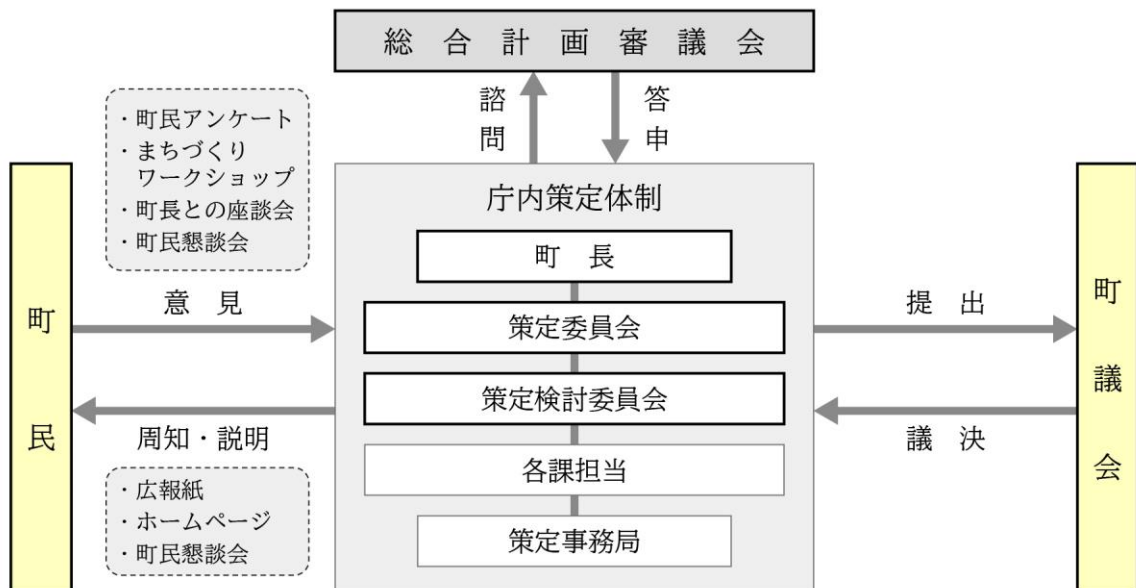 総合計画審議会
諮問
答申
・町民アンケート
・まちづくり
ワークショップ
・町長との座談会
・町民懇談会
町民
意見
周知・説明
・広報紙
・ホームページ
・町民懇談会
庁内策定体制
町長
策定委員会
策定検討委員会
各課担当
策定事務局
提出
議決
町議会